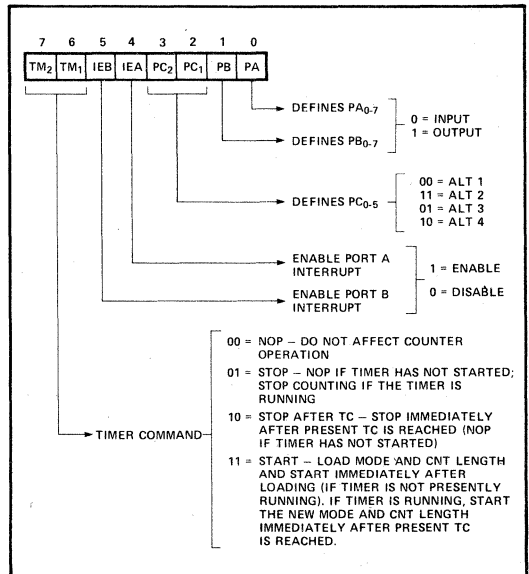 7 6 5 4 3 2 1 0
TM2 TM1 IEB IEA PC2 PC1 PB PA
DEFINES PA0-7
DEFINES PB0-7
0 = INPUT
1 = OUTPUT
DEFINES PC0-5
00 = ALT 1
11 = ALT 2
01 = ALT 3
10 = ALT 4
ENABLE PORT A
INTERRUPT
ENABLE PORT B
INTERRUPT
1 = ENABLE
0 = DISABLE
TIMER COMMAND
00 = NOP – DO NOT AFFECT COUNTER
OPERATION
01 = STOP – NOP IF TIMER HAS NOT STARTED;
STOP COUNTING IF THE TIMER IS
RUNNING
10 = STOP AFTER TC – STOP IMMEDIATELY
AFTER PRESENT TC IS REACHED (NOP
IF TIMER HAS NOT STARTED)
11 = START – LOAD MODE AND CNT LENGTH
AND START IMMEDIATELY AFTER
LOADING (IF TIMER IS NOT PRESENTLY
RUNNING). IF TIMER IS RUNNING, START
THE NEW MODE AND CNT LENGTH
IMMEDIATELY AFTER PRESENT TC
IS REACHED.